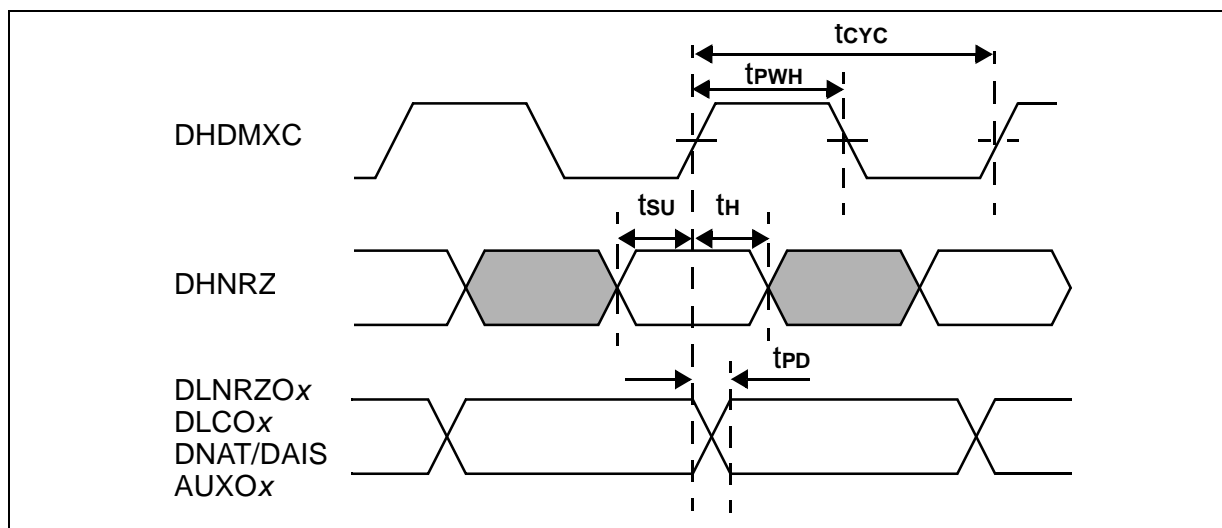 tCYC
tPWH
DHDMXC
tSU tH
DHNRZ
tPD
DLNRZOx
DLCOx
DNAT/DAIS
AUXOx